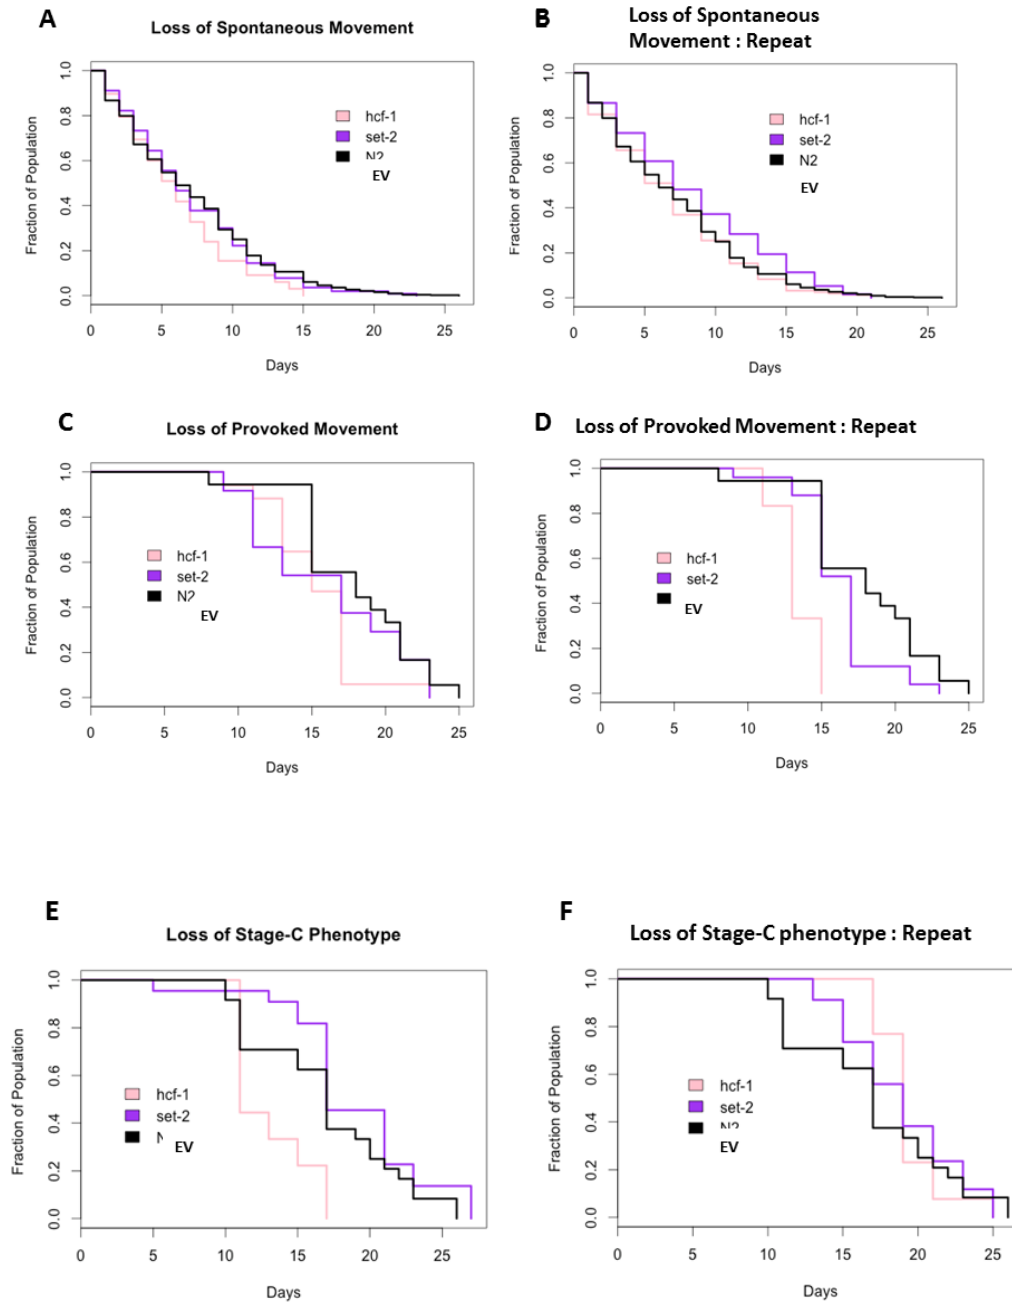 A
Loss of Spontaneous Movement
B
Loss of Spontaneous
Movement : Repeat
Fraction of Population
0.0 0.2 0.4 0.6 0.8 1.0
hcf-1
set-2
N2
EV
0 5 10 15 20 25
Days
Fraction of Population
0.0 0.2 0.4 0.6 0.8 1.0
hcf-1
set-2
N2
EV
0 5 10 15 20 25
Days
C
Loss of Provoked Movement
D
Loss of Provoked Movement : Repeat
Fraction of Population
0.0 0.2 0.4 0.6 0.8 1.0
hcf-1
set-2
N2
EV
0 5 10 15 20 25
Days
Fraction of Population
0.0 0.2 0.4 0.6 0.8 1.0
hcf-1
set-2
EV
0 5 10 15 20 25
Days
E
Loss of Stage-C Phenotype
F
Loss of Stage-C phenotype : Repeat
Fraction of Population
0.0 0.2 0.4 0.6 0.8 1.0
hcf-1
set-2
EV
0 5 10 15 20 25
Days
Fraction of Population
0.0 0.2 0.4 0.6 0.8 1.0
hcf-1
set-2
N2
EV
0 5 10 15 20 25
Days